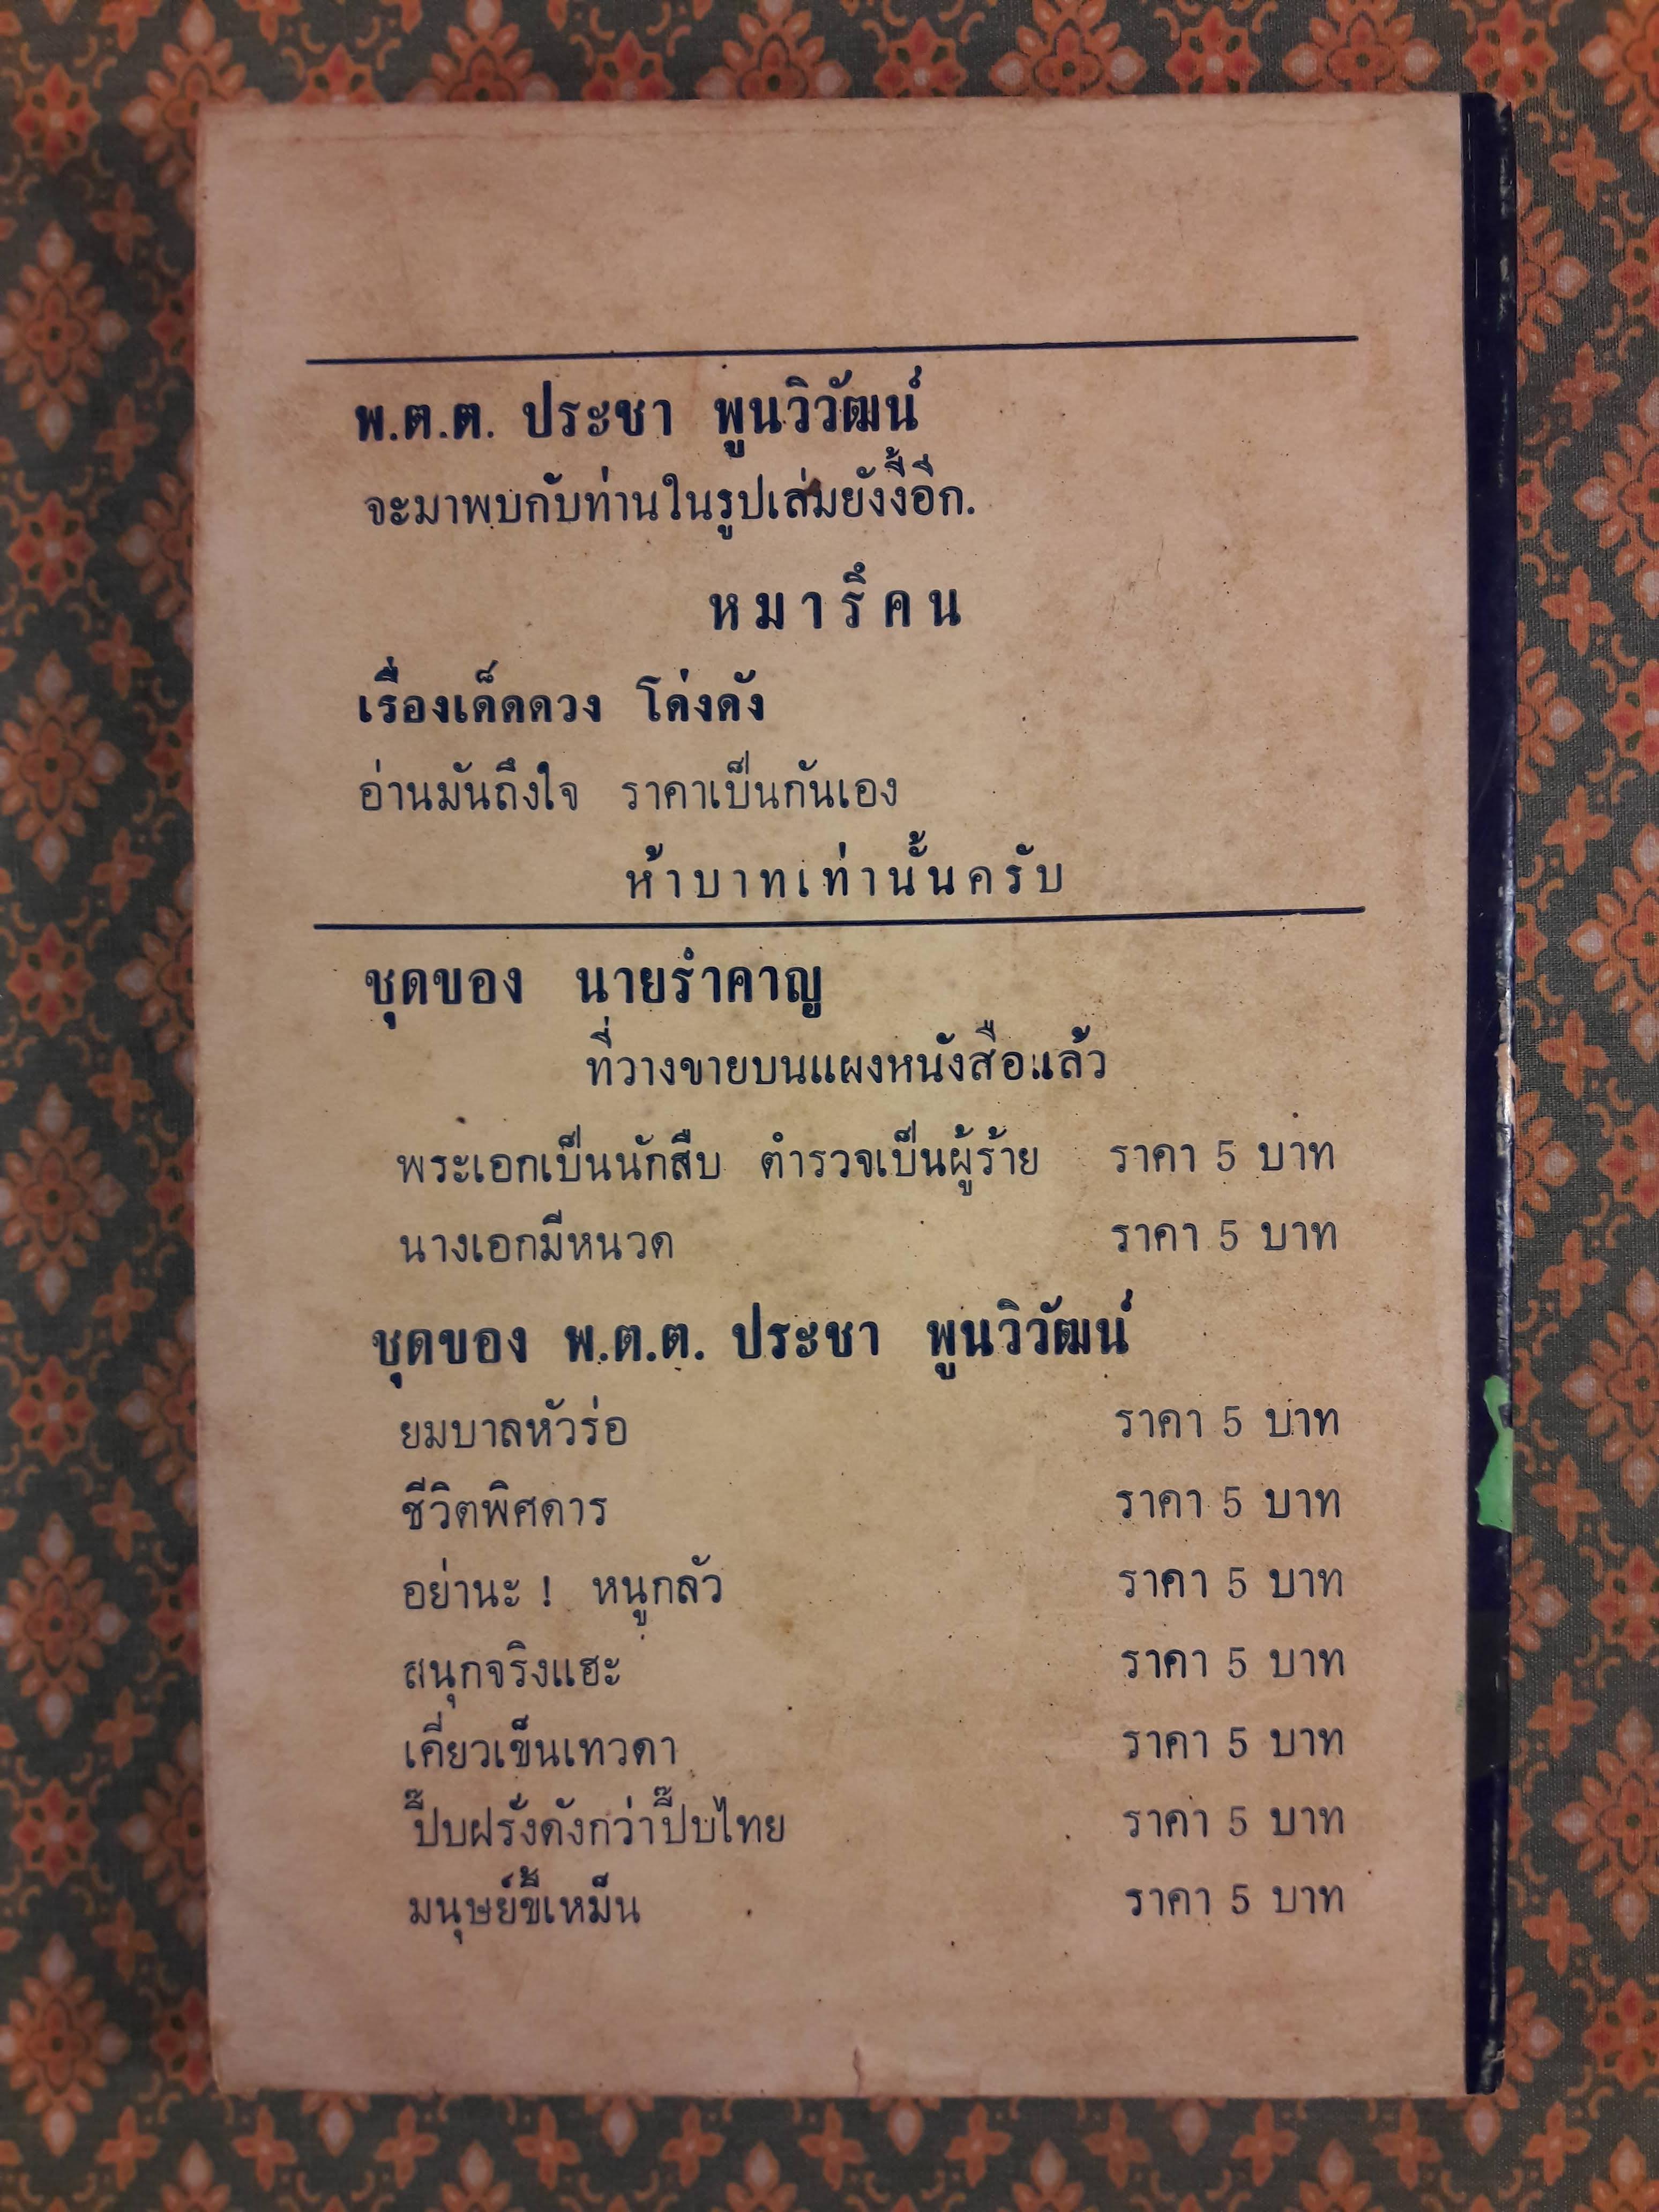 พ.ต.ต. ประชา พูนวิวัฒน์
จะมาพบกับท่านในรูปเล่มยังงี้อีก.
หมาริคน
เรื่องเด็ดดวง โด่งดัง
อ่านมันถึงใจ ราคาเป็นกันเอง
ห้าบาทเท่านั้นครับ
ชุดของ นายรำคาญ
ที่วางขายบนแผงหนังสือแล้ว
พระเอกเป็นนักสืบ ตำรวจเป็นผู้ร้าย ราคา 5 บาท
นางเอกมีหนวด ราคา 5 บาท
ชุดของ พ.ต.ต. ประชา พูนวิวัฒน์
ยมบาลหัวร่อ ราคา 5 บาท
ชีวิตพิศดาร ราคา 5 บาท
อย่านะ ! หนูกลัว ราคา 5 บาท
สนุกจริงแฮะ ราคา 5 บาท
เคี่ยวเข็นเทวดา ราคา 5 บาท
ปี๊บฝรั่งดังกว่าปี๊บไทย ราคา 5 บาท
มนุษย์ขี้เหม็น ราคา 5 บาท